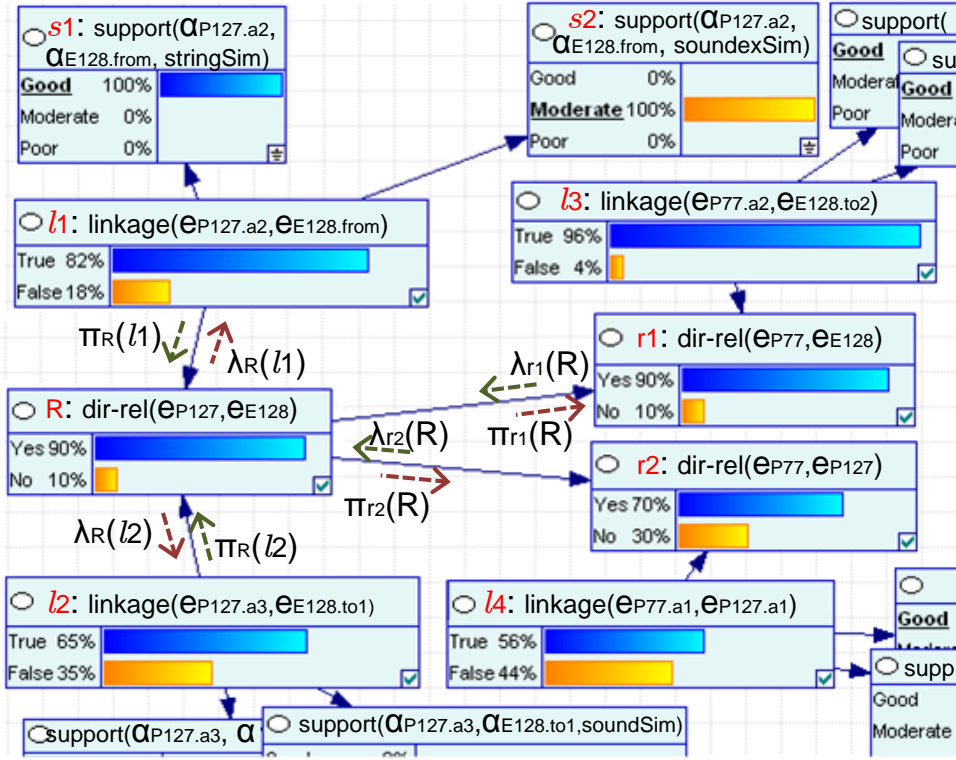 s1: support(αP127.a2,
αE128.from, stringSim)
Good 100%
Moderate 0%
Poor 0%
s2: support(αP127.a2,
αE128.from, soundexSim)
Good 0%
Moderate 100%
Poor 0%
support(
Good
Poor
Good
Poor
l1: linkage(eP127.a2,eE128.from)
True 82%
False 18%
l3: linkage(eP77.a2,eE128.to2)
True 96%
False 4%
πR(l1)
λR(l1)
r1: dir-rel(eP77,eE128)
Yes 90%
No 10%
λr1(R)
πr1(R)
R: dir-rel(eP127,eE128)
Yes 90%
No 10%
λr2(R)
πr2(R)
r2: dir-rel(eP77,eP127)
Yes 70%
No 30%
λR(l2)
πR(l2)
l2: linkage(eP127.a3,eE128.to1)
True 65%
False 35%
l4: linkage(eP77.a1,eP127.a1)
True 56%
False 44%
Good
supp
Good
Moderate
support(αP127.a3, α
support(αP127.a3,αE128.to1,soundSim)